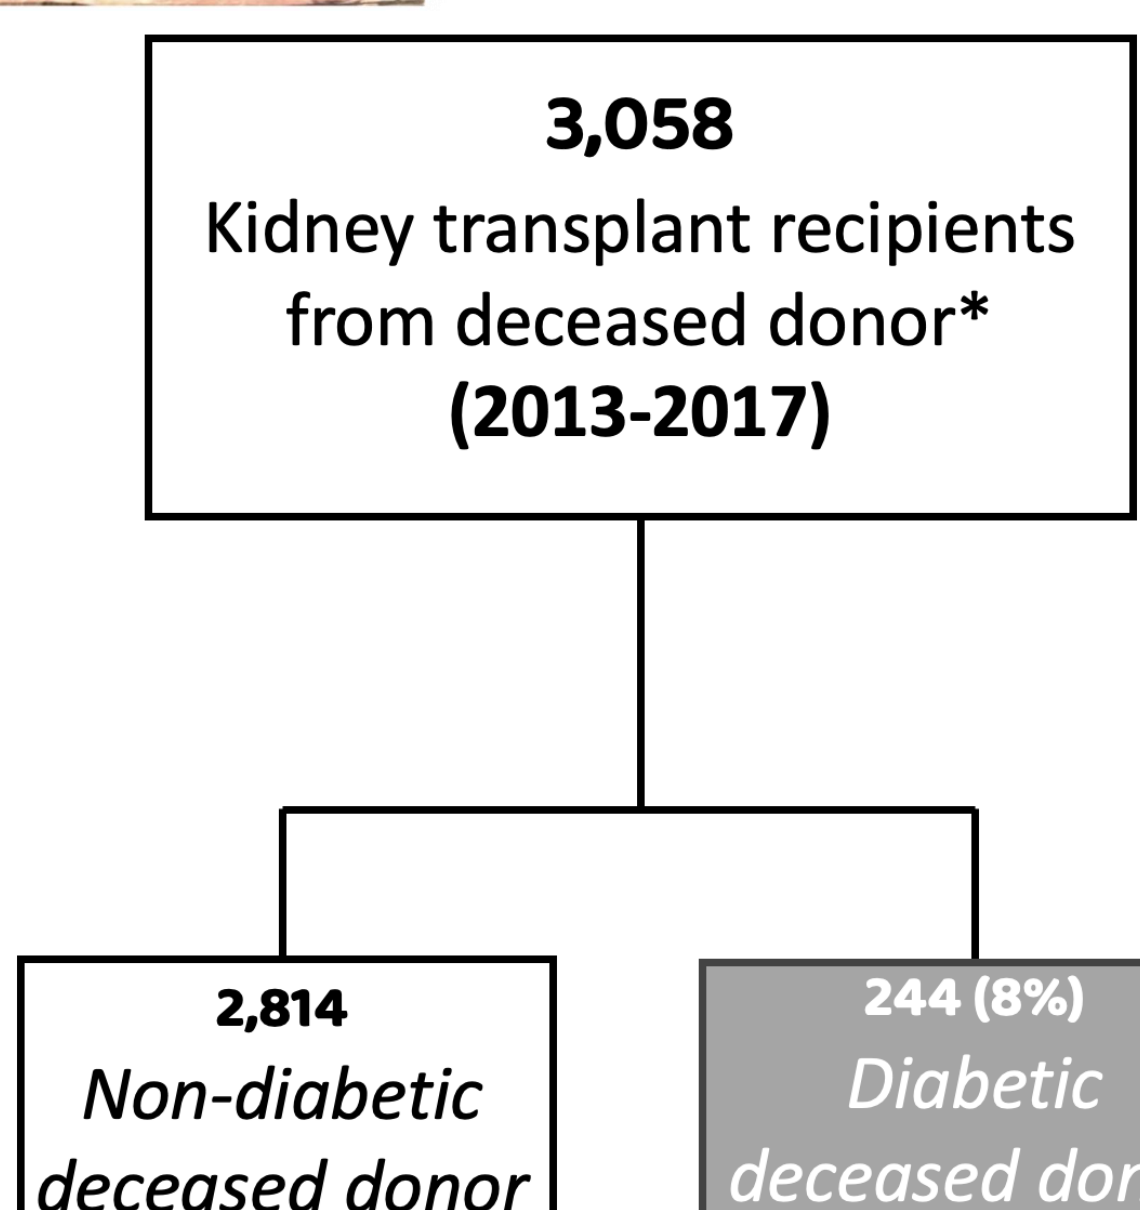 3,058
Kidney transplant recipients
from deceased donor*
(2013-2017)
2,814
Non-diabetic
deceased donor
244 (8%)
Diabetic
deceased